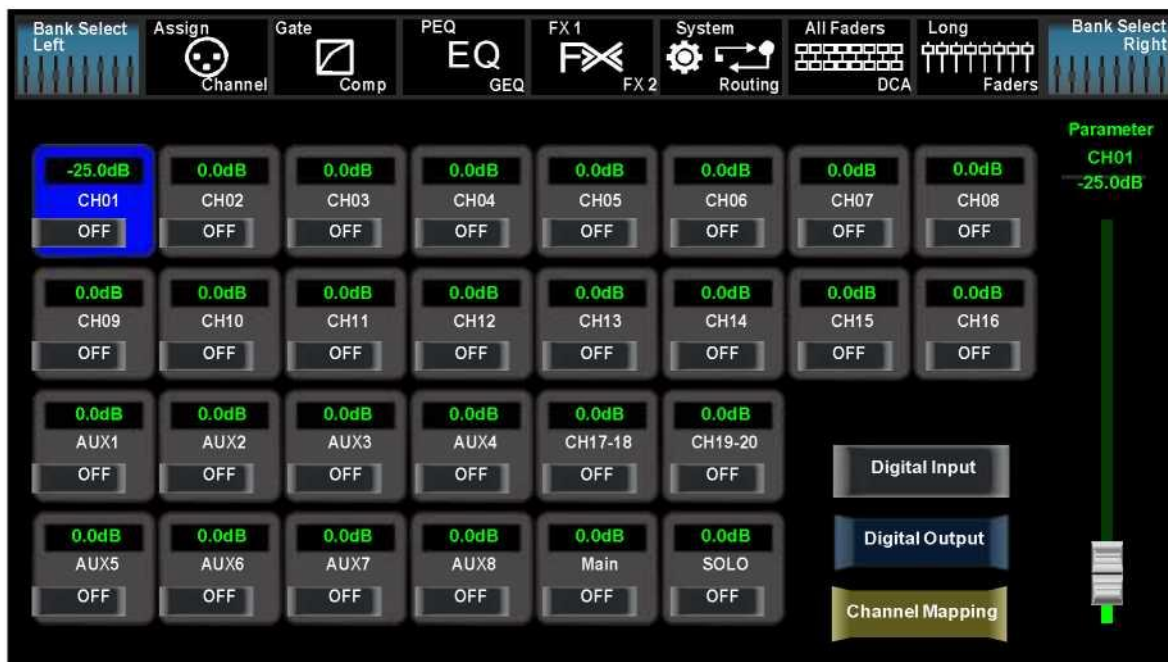 Bank Select
Left
Assign
Channel
Gate
Comp
PEQ
EQ
GEQ
FX 1
FX
FX 2
System
Routing
All Faders
DCA
Long
Faders
Bank Select
Right
Parameter
CH01
-25.0dB
-25.0dB 0.0dB 0.0dB 0.0dB 0.0dB 0.0dB 0.0dB 0.0dB
CH01 CH02 CH03 CH04 CH05 CH06 CH07 CH08
OFF OFF OFF OFF OFF OFF OFF OFF
0.0dB 0.0dB 0.0dB 0.0dB 0.0dB 0.0dB 0.0dB 0.0dB
CH09 CH10 CH11 CH12 CH13 CH14 CH15 CH16
OFF OFF OFF OFF OFF OFF OFF OFF
0.0dB 0.0dB 0.0dB 0.0dB 0.0dB 0.0dB
AUX1 AUX2 AUX3 AUX4 CH17-18 CH19-20
OFF OFF OFF OFF OFF OFF
Digital Input
0.0dB 0.0dB 0.0dB 0.0dB 0.0dB 0.0dB
AUX5 AUX6 AUX7 AUX8 Main SOLO
OFF OFF OFF OFF OFF OFF
Digital Output
Channel Mapping